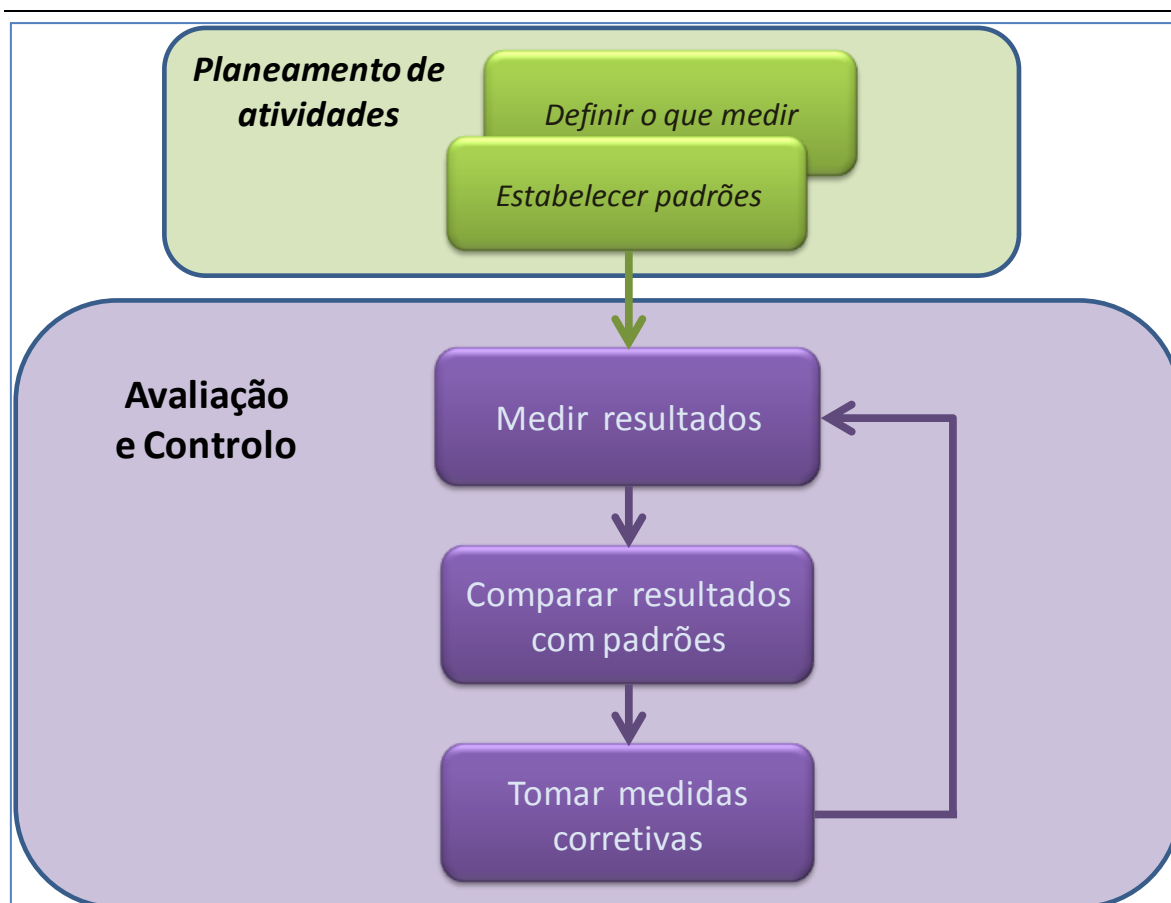 Planeamento de
atividades
Definir o que medir
Estabelecer padrões
Avaliação
e Controlo
Medir resultados
Comparar resultados
com padrões
Tomar medidas
corretivas